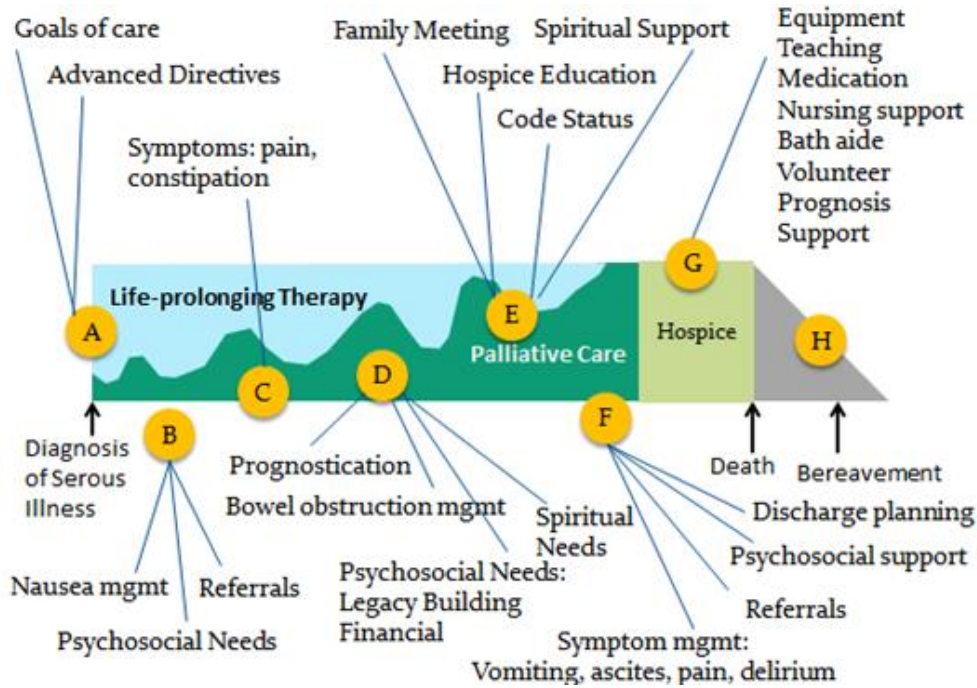 Goals of care
Advanced Directives
Symptoms: pain,
constipation
Family Meeting
Spiritual Support
Hospice Education
Code Status
Equipment
Teaching
Medication
Nursing support
Bath aide
Volunteer
Prognosis
Support
Life-prolonging Therapy
Palliative Care
Hospice
A
B
C
D
E
F
G
H
Diagnosis
of Serous
Illness
Death
Bereavement
Nausea mgmt
Referrals
Psychosocial Needs
Prognostication
Bowel obstruction mgmt
Psychosocial Needs:
Legacy Building
Financial
Spiritual
Needs
Discharge planning
Psychosocial support
Referrals
Symptom mgmt:
Vomiting, ascites, pain, delirium